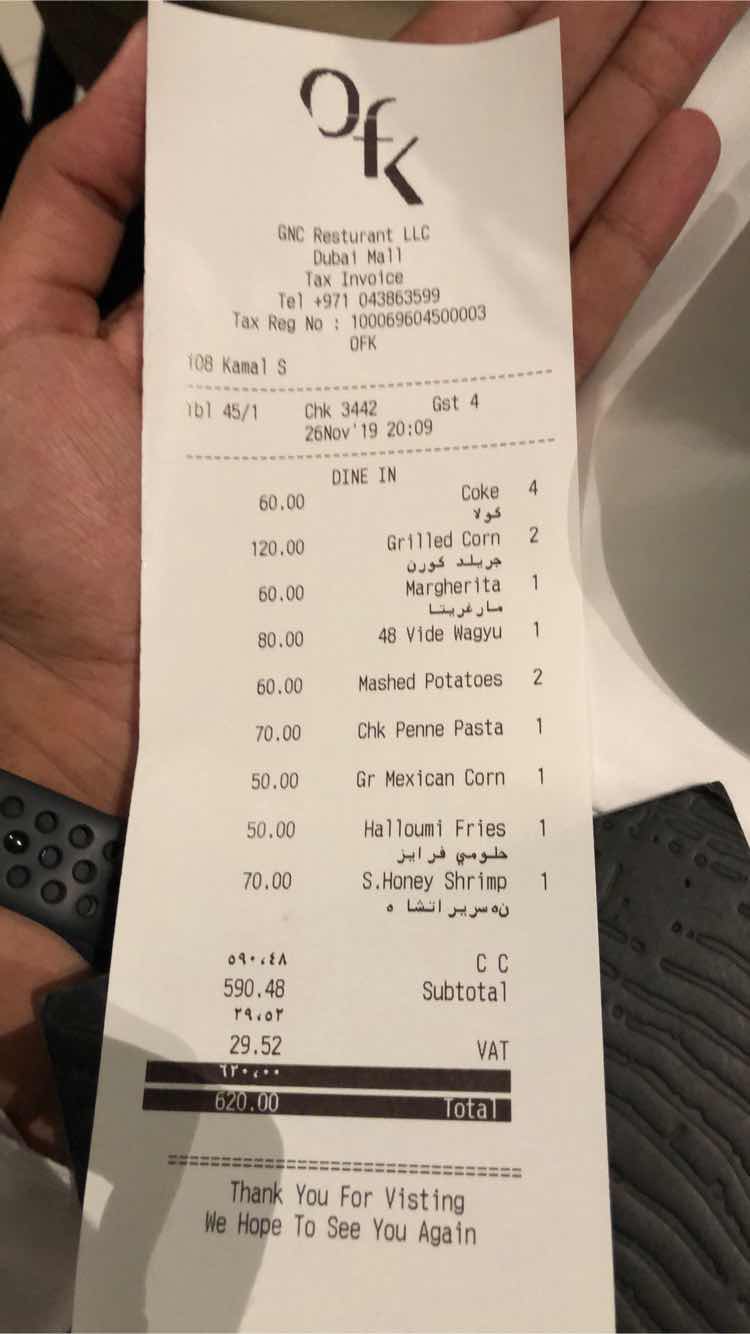 Ofk
GNC Resturant LLC
Dubai Mall
Tax Invoice
Tel +971 043863599
Tax Reg No : 100069604500003
OFK
108 Kamal S
Tbl 45/1 Chk 3442 Gst 4
26Nov'19 20:09
DINE IN
60.00 Coke 4
كولا
120.00 Grilled Corn 2
جريلد كورن
60.00 Margherita 1
مارغريتا
80.00 48 Vide Wagyu 1
60.00 Mashed Potatoes 2
70.00 Chk Penne Pasta 1
50.00 Gr Mexican Corn 1
50.00 Halloumi Fries 1
حلومي فرايز
70.00 S.Honey Shrimp 1
نه سرير اتشا ه
٥٩٠،٤٨ C C
590.48 Subtotal
٢٩،٥٢
29.52 VAT
٦٢٠،٠٠
620.00 Total
Thank You For Visting
We Hope To See You Again